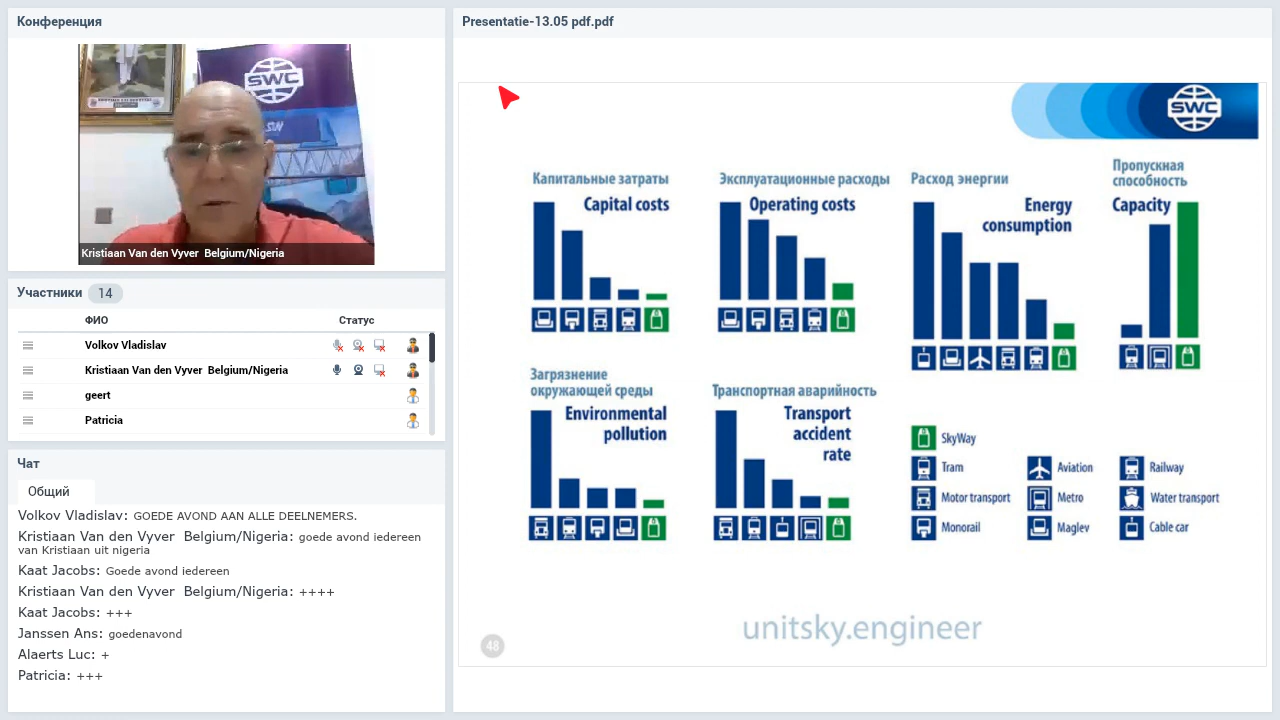 Конференция
SWC
Kristiaan Van den Vyver  Belgium/Nigeria
Участники 14
ФИО Статус
Volkov Vladislav
Kristiaan Van den Vyver  Belgium/Nigeria
geert
Patricia
Чат
Общий
Volkov Vladislav: GOEDE AVOND AAN ALLE DEELNEMERS.
Kristiaan Van den Vyver  Belgium/Nigeria: goede avond iedereen
van Kristiaan uit nigeria
Kaat Jacobs: Goede avond iedereen
Kristiaan Van den Vyver  Belgium/Nigeria: ++++
Kaat Jacobs: +++
Janssen Ans: goedenavond
Alaerts Luc: +
Patricia: +++
Presentatie-13.05 pdf.pdf
SWC
Капитальные затраты
Capital costs
Эксплуатационные расходы
Operating costs
Расход энергии
Energy
consumption
Пропускная
способность
Capacity
Загрязнение
окружающей среды
Environmental
pollution
Транспортная аварийность
Transport
accident
rate
SkyWay
Tram
Aviation
Railway
Motor transport
Metro
Water transport
Monorail
Maglev
Cable car
unitsky.engineer
48